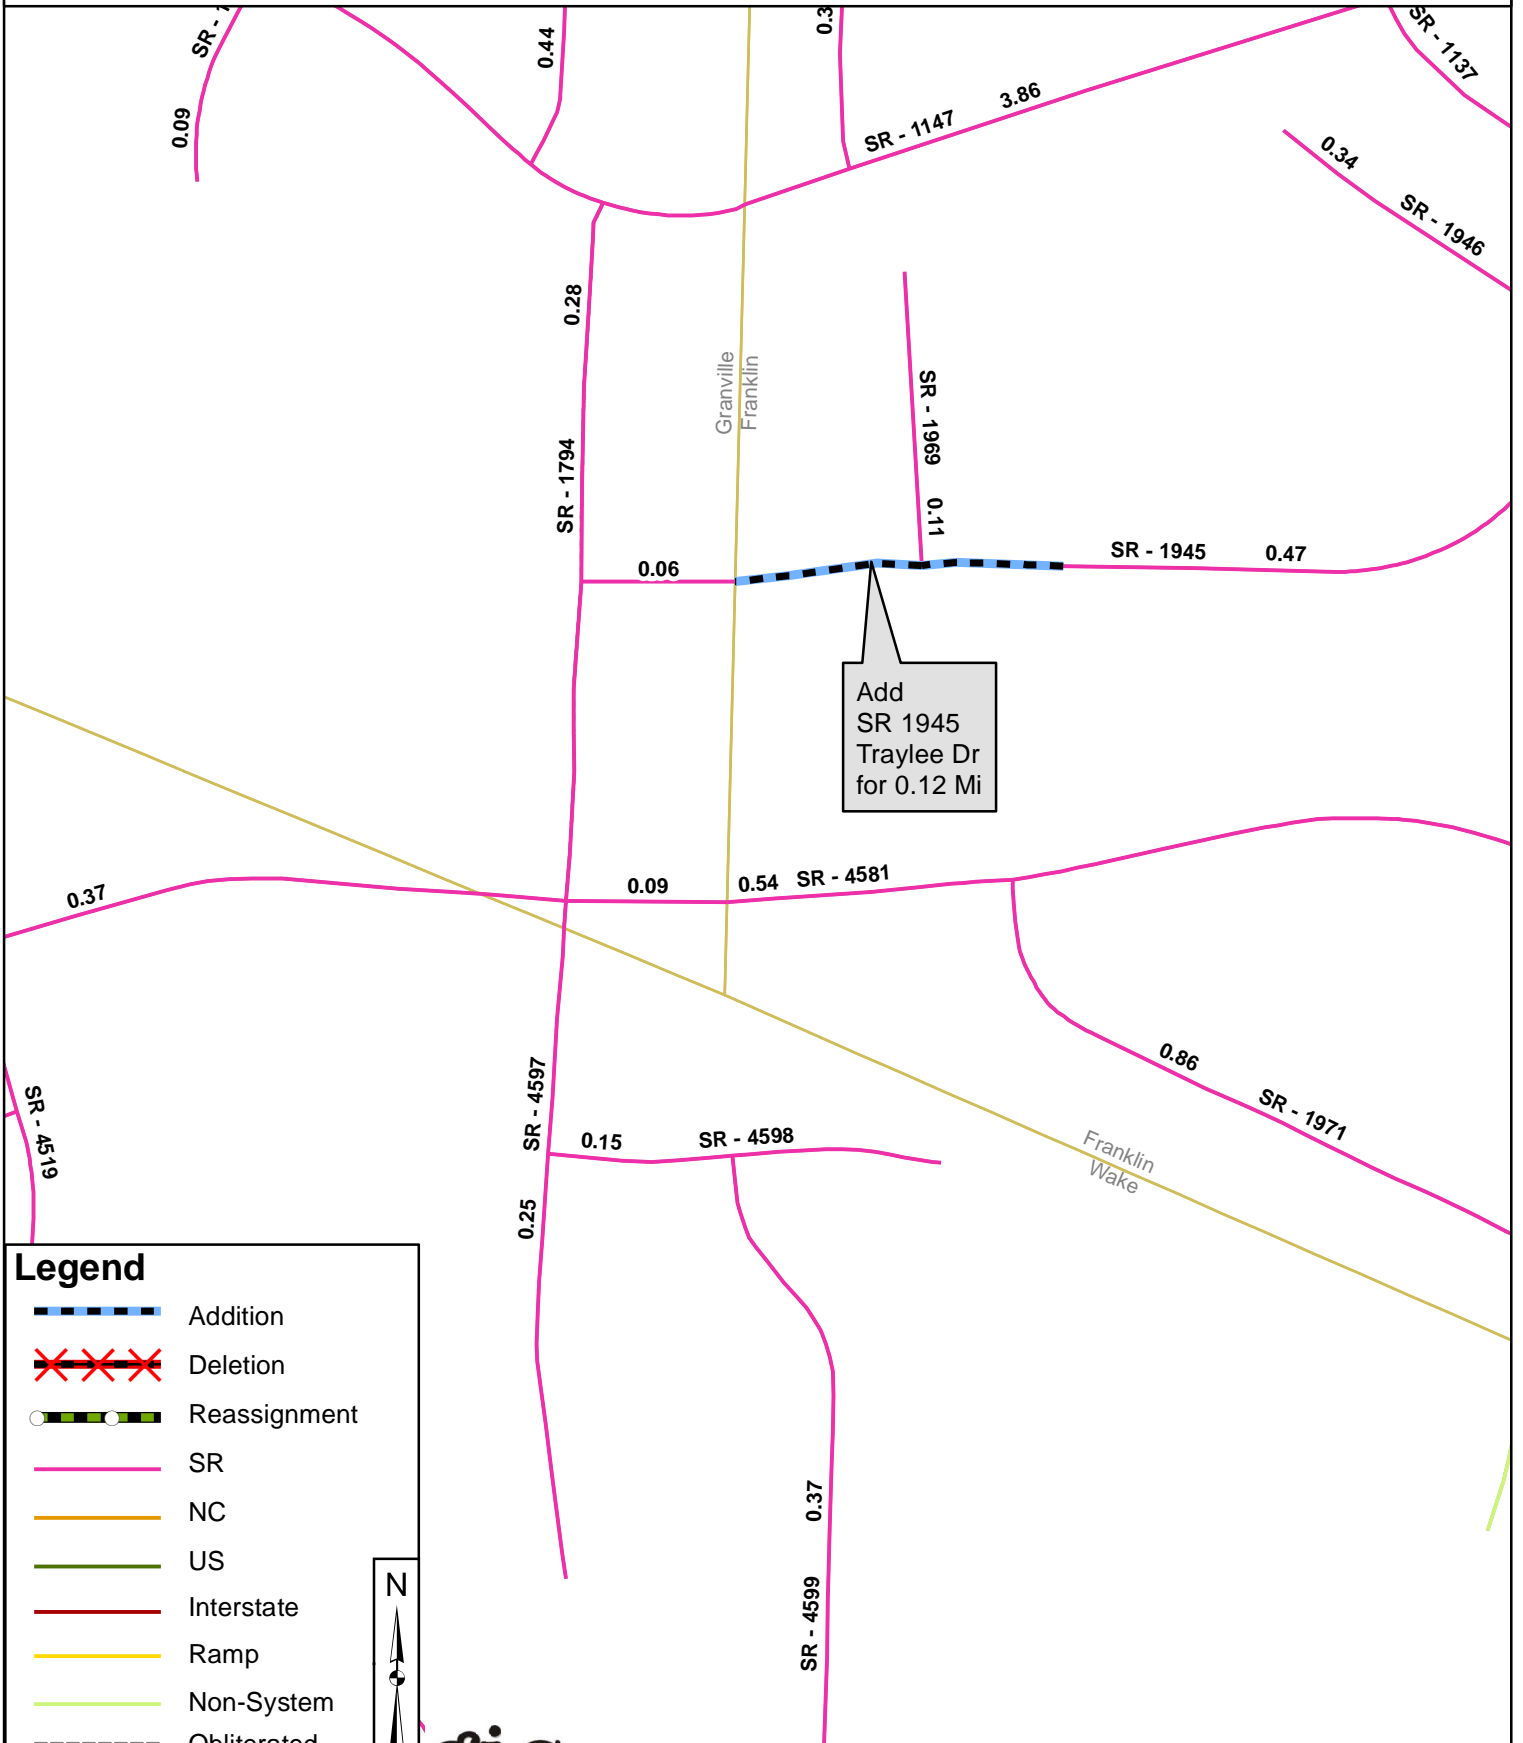 0.44
SR - 1137
0.09
3.86
SR - 1147
0.34
SR - 1946
0.28
Granville
Franklin
SR - 1969
0.11
SR - 1794
0.06
SR - 1945
0.47
Add
SR 1945
Traylee Dr
for 0.12 Mi
0.37
0.09
0.54
SR - 4581
0.86
SR - 1971
SR - 4519
SR - 4597
0.15
SR - 4598
Franklin
Wake
0.25
0.37
SR - 4599
Legend
Addition
Deletion
Reassignment
SR
NC
US
Interstate
Ramp
Non-System
Obliterated
N